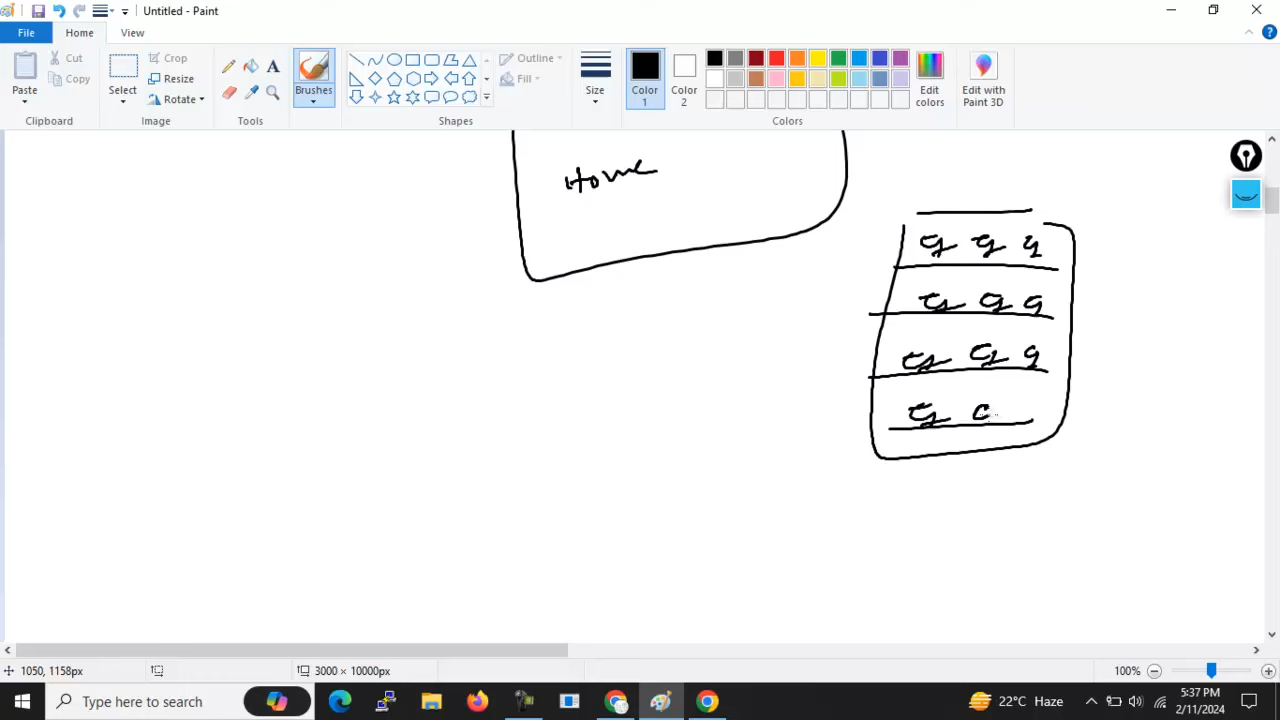 Untitled - Paint
File
Home
View
Paste
Cut
Copy
Clipboard
Select
Crop
Resize
Rotate
Image
Tools
Brushes
Shapes
Outline
Fill
Size
Color 1
Color 2
Colors
Edit colors
Edit with Paint 3D
Home
1050, 1158px
3000 × 10000px
100%
Type here to search
22°C Haze
5:37 PM
2/11/2024